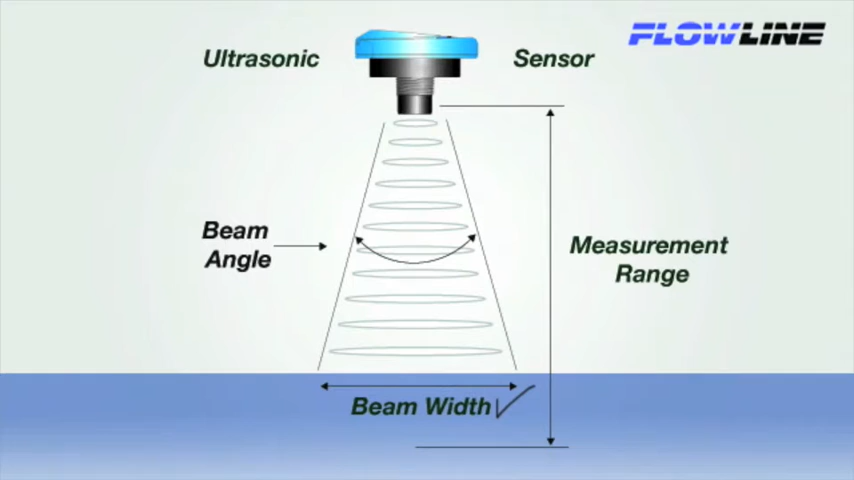 FLOWLINE
Ultrasonic Sensor
Beam
Angle
Measurement
Range
Beam Width